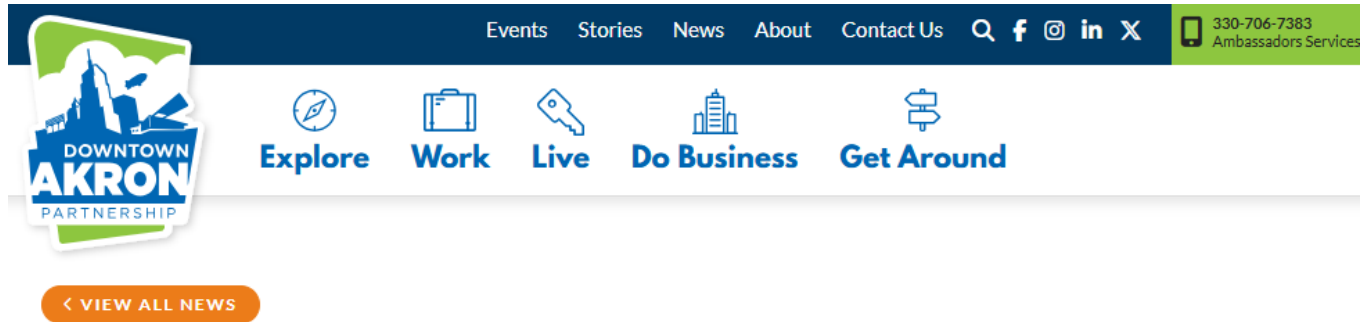 Events Stories News About Contact Us f in X 330-706-7383
Ambassadors Services
DOWNTOWN
AKRON
PARTNERSHIP
Explore Work Live Do Business Get Around
< VIEW ALL NEWS